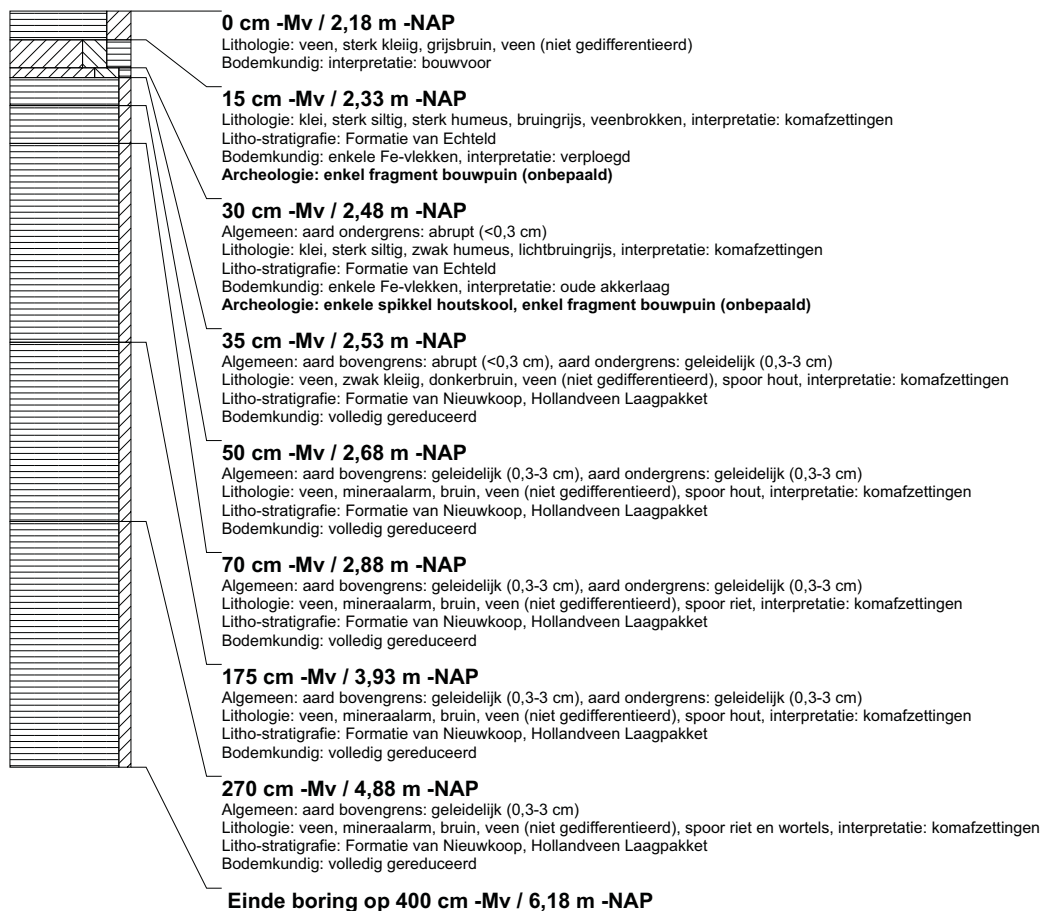 0 cm -Mv / 2,18 m -NAP
Lithologie: veen, sterk kleiig, grijsbruin, veen (niet gedifferentieerd)
Bodemkundig: interpretatie: bouwvoor
15 cm -Mv / 2,33 m -NAP
Lithologie: klei, sterk siltig, sterk humeus, bruingrijs, veenbrokken, interpretatie: komafzettingen
Litho-stratigrafie: Formatie van Echteld
Bodemkundig: enkele Fe-vlekken, interpretatie: verploegd
Archeologie: enkel fragment bouwpuin (onbepaald)
30 cm -Mv / 2,48 m -NAP
Algemeen: aard ondergrens: abrupt (<0,3 cm)
Lithologie: klei, sterk siltig, zwak humeus, lichtbruingrijs, interpretatie: komafzettingen
Litho-stratigrafie: Formatie van Echteld
Bodemkundig: enkele Fe-vlekken, interpretatie: oude akkerlaag
Archeologie: enkele spikkel houtskool, enkel fragment bouwpuin (onbepaald)
35 cm -Mv / 2,53 m -NAP
Algemeen: aard bovengrens: abrupt (<0,3 cm), aard ondergrens: geleidelijk (0,3-3 cm)
Lithologie: veen, zwak kleiig, donkerbruin, veen (niet gedifferentieerd), spoor hout, interpretatie: komafzettingen
Litho-stratigrafie: Formatie van Nieuwkoop, Hollandveen Laagpakket
Bodemkundig: volledig gereduceerd
50 cm -Mv / 2,68 m -NAP
Algemeen: aard bovengrens: geleidelijk (0,3-3 cm), aard ondergrens: geleidelijk (0,3-3 cm)
Lithologie: veen, mineraalarm, bruin, veen (niet gedifferentieerd), spoor hout, interpretatie: komafzettingen
Litho-stratigrafie: Formatie van Nieuwkoop, Hollandveen Laagpakket
Bodemkundig: volledig gereduceerd
70 cm -Mv / 2,88 m -NAP
Algemeen: aard bovengrens: geleidelijk (0,3-3 cm), aard ondergrens: geleidelijk (0,3-3 cm)
Lithologie: veen, mineraalarm, bruin, veen (niet gedifferentieerd), spoor riet, interpretatie: komafzettingen
Litho-stratigrafie: Formatie van Nieuwkoop, Hollandveen Laagpakket
Bodemkundig: volledig gereduceerd
175 cm -Mv / 3,93 m -NAP
Algemeen: aard bovengrens: geleidelijk (0,3-3 cm), aard ondergrens: geleidelijk (0,3-3 cm)
Lithologie: veen, mineraalarm, bruin, veen (niet gedifferentieerd), spoor hout, interpretatie: komafzettingen
Litho-stratigrafie: Formatie van Nieuwkoop, Hollandveen Laagpakket
Bodemkundig: volledig gereduceerd
270 cm -Mv / 4,88 m -NAP
Algemeen: aard bovengrens: geleidelijk (0,3-3 cm)
Lithologie: veen, mineraalarm, bruin, veen (niet gedifferentieerd), spoor riet en wortels, interpretatie: komafzettingen
Litho-stratigrafie: Formatie van Nieuwkoop, Hollandveen Laagpakket
Bodemkundig: volledig gereduceerd
Einde boring op 400 cm -Mv / 6,18 m -NAP